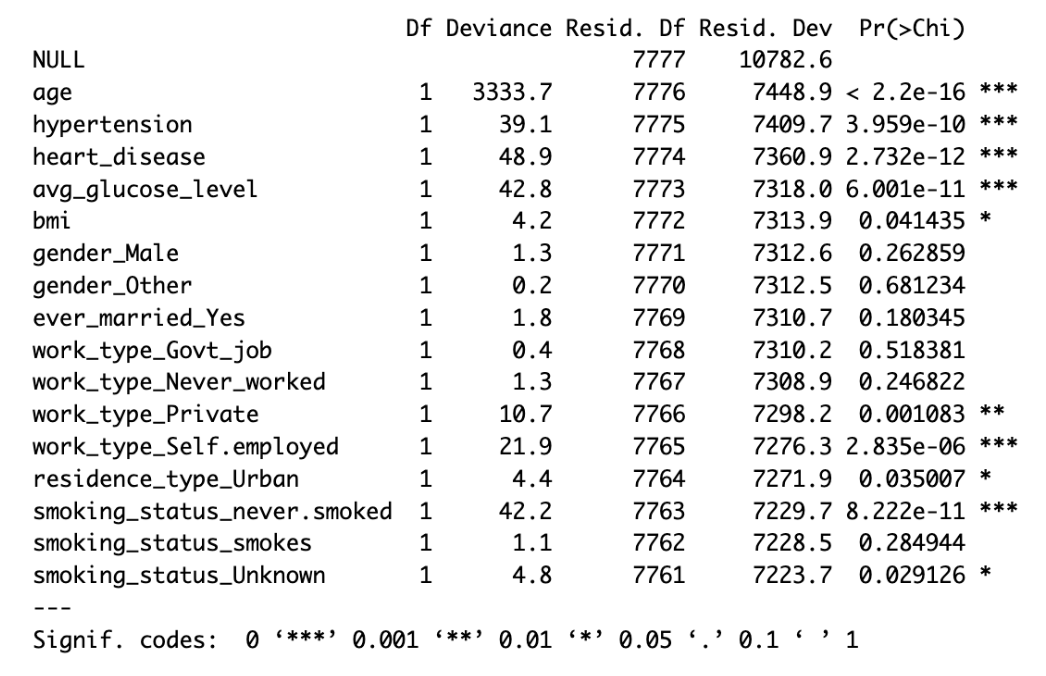 Df Deviance Resid. Df Resid. Dev Pr(>Chi)
NULL 7777 10782.6
age 1 3333.7 7776 7448.9 < 2.2e-16 ***
hypertension 1 39.1 7775 7409.7 3.959e-10 ***
heart_disease 1 48.9 7774 7360.9 2.732e-12 ***
avg_glucose_level 1 42.8 7773 7318.0 6.001e-11 ***
bmi 1 4.2 7772 7313.9 0.041435 *
gender_Male 1 1.3 7771 7312.6 0.262859
gender_Other 1 0.2 7770 7312.5 0.681234
ever_married_Yes 1 1.8 7769 7310.7 0.180345
work_type_Govt_job 1 0.4 7768 7310.2 0.518381
work_type_Never_worked 1 1.3 7767 7308.9 0.246822
work_type_Private 1 10.7 7766 7298.2 0.001083 **
work_type_Self.employed 1 21.9 7765 7276.3 2.835e-06 ***
residence_type_Urban 1 4.4 7764 7271.9 0.035007 *
smoking_status_never.smoked 1 42.2 7763 7229.7 8.222e-11 ***
smoking_status_smokes 1 1.1 7762 7228.5 0.284944
smoking_status_Unknown 1 4.8 7761 7223.7 0.029126 *
---
Signif. codes: 0 ‘***’ 0.001 ‘**’ 0.01 ‘*’ 0.05 ‘.’ 0.1 ‘ ’ 1